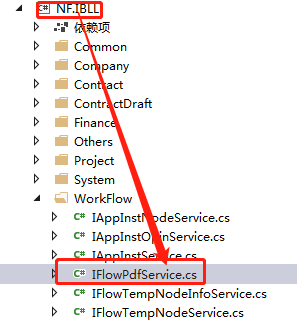 NF.IBLL
依赖项
Common
Company
Contract
ContractDraft
Finance
Others
Project
System
WorkFlow
IAppInstNodeService.cs
IAppInstOpinService.cs
IAppInstService.cs
IFlowPdfService.cs
IFlowTempNodeInfoService.cs
IFlowTempNodeService.cs